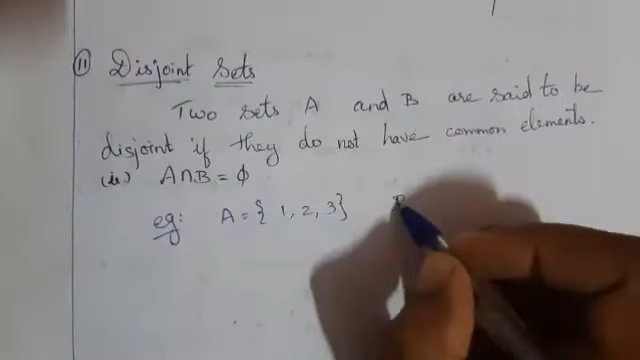 11 Disjoint Sets
Two sets A and B are said to be
disjoint if they do not have common elements.
(ie) A∩B = ϕ
eg: A = { 1, 2, 3} B